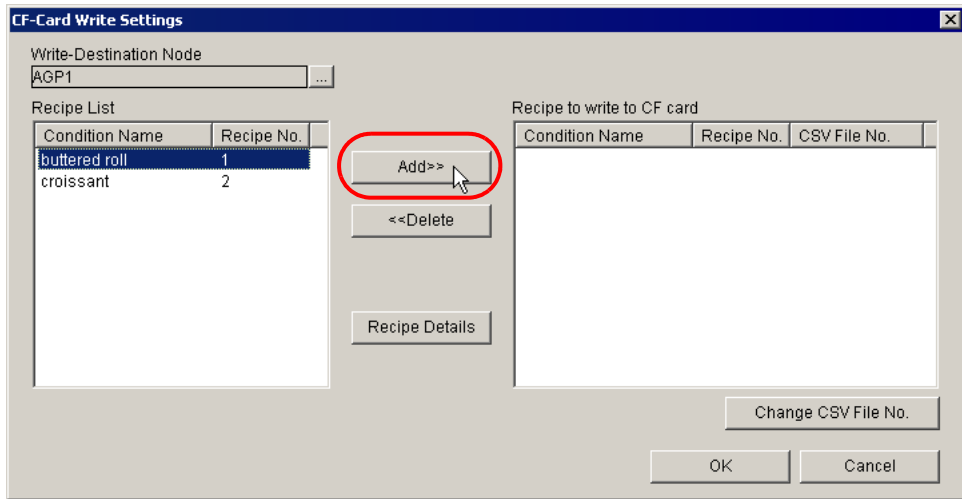 CF-Card Write Settings
Write-Destination Node
AGP1
...
Recipe List
Condition Name Recipe No.
buttered roll 1
croissant 2
Add>>
<<Delete
Recipe Details
Recipe to write to CF card
Condition Name Recipe No. CSV File No.
Change CSV File No.
OK Cancel